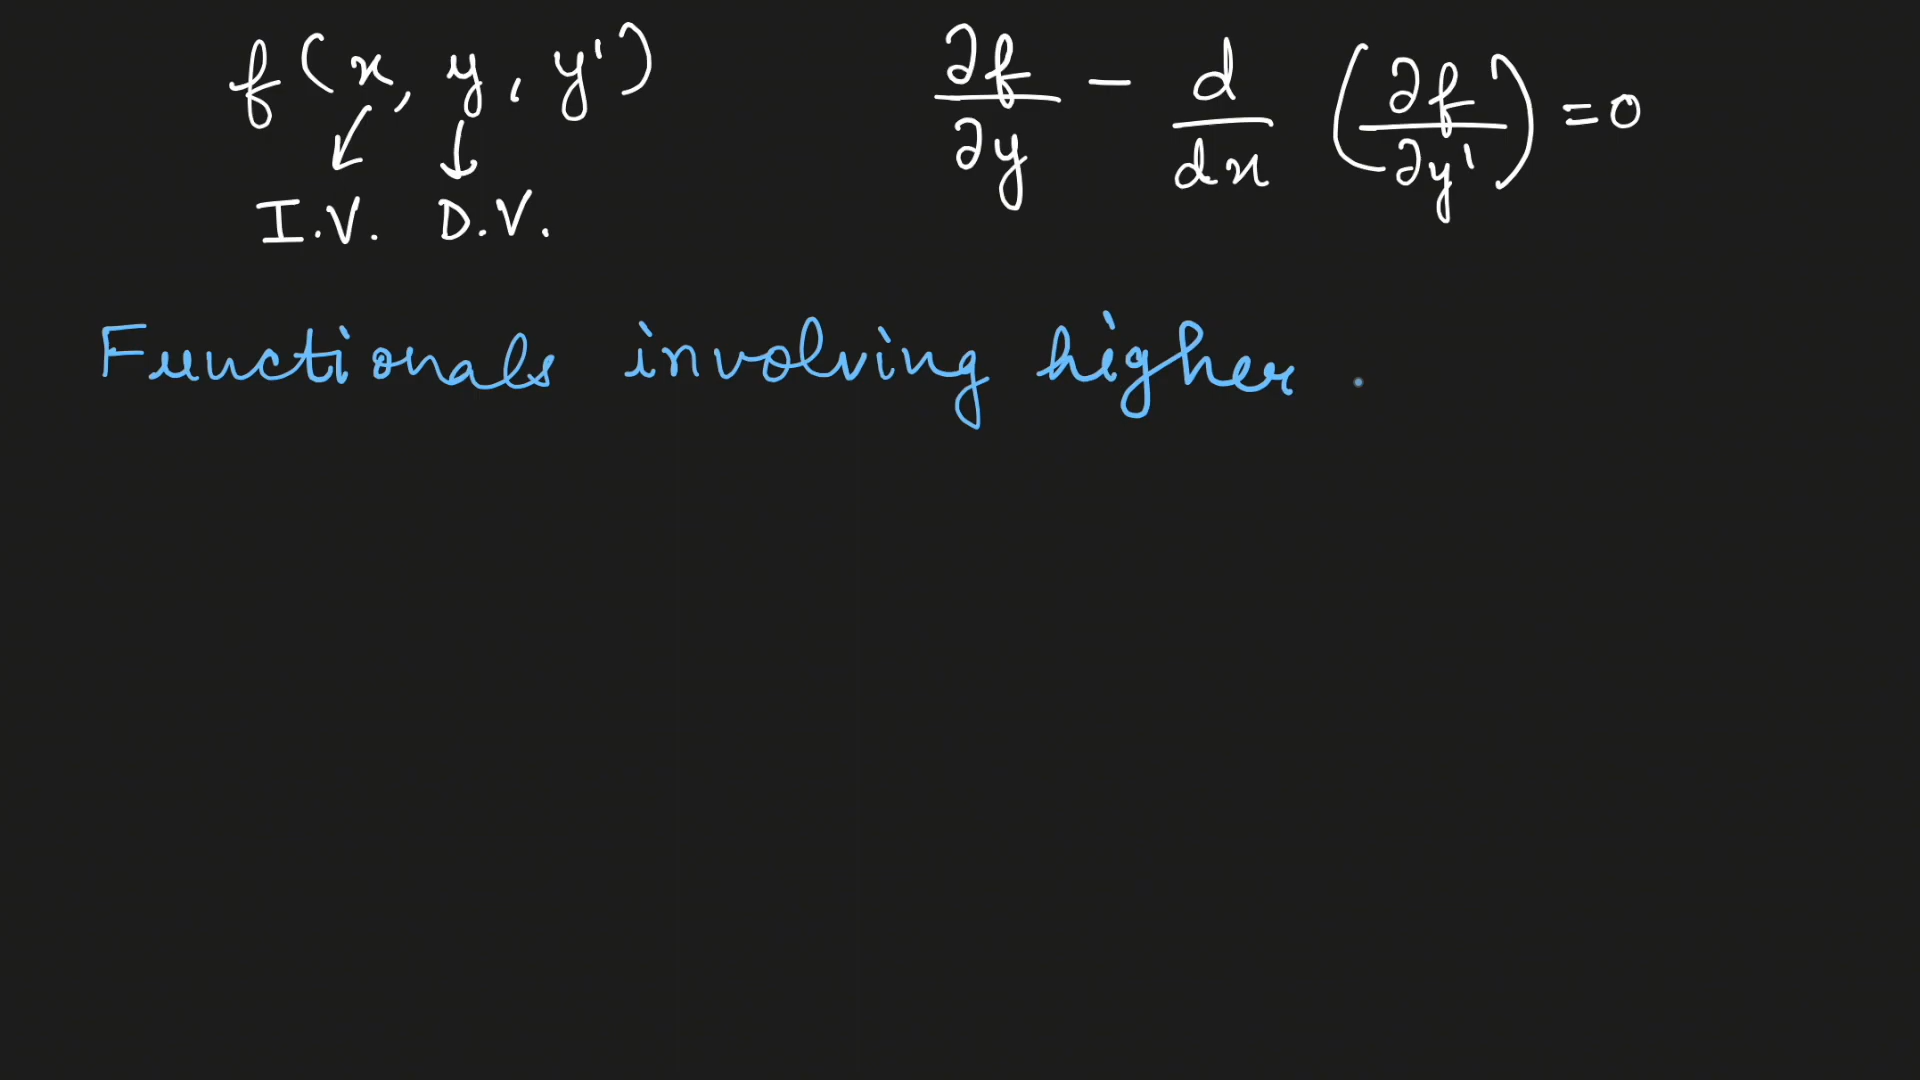 f(x, y, y') ∂f/∂y - d/dx (∂f/∂y') = 0
I.V. D.V.
Functionals involving higher